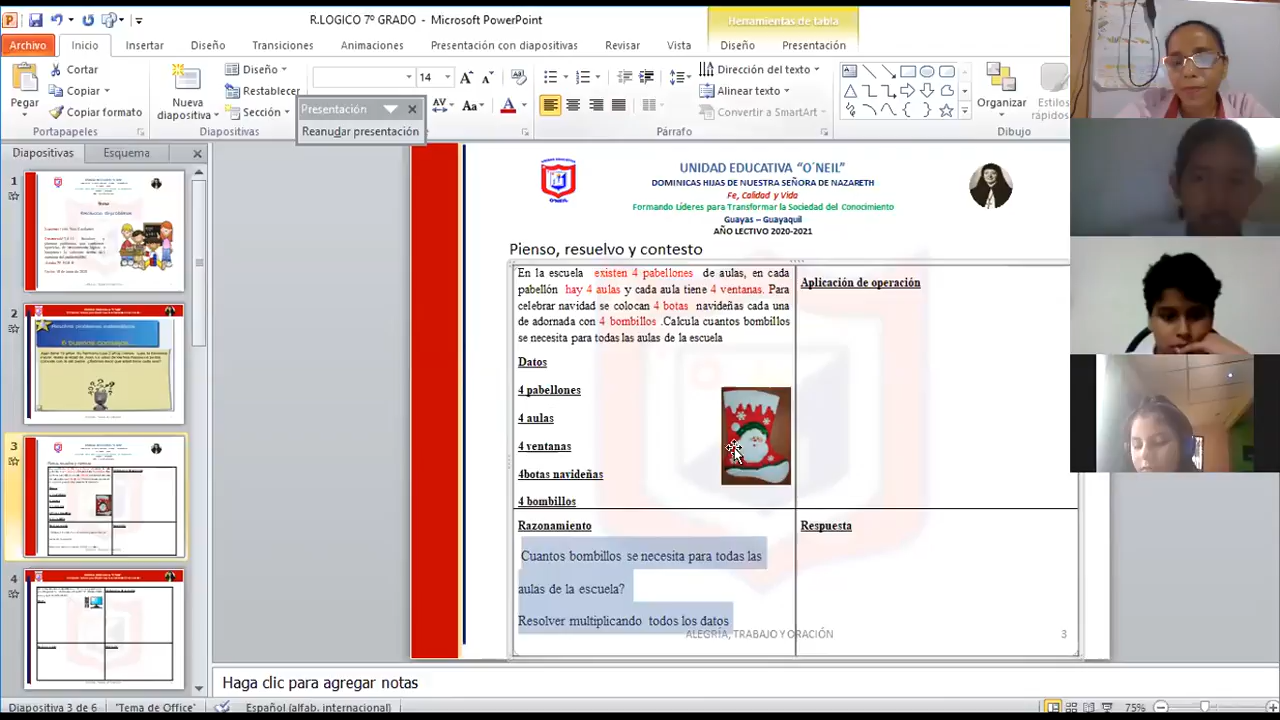 R.LOGICO 7º GRADO - Microsoft PowerPoint
Herramientas de tabla
Archivo Inicio Insertar Diseño Transiciones Animaciones Presentación con diapositivas Revisar Vista Diseño Presentación
Pegar
Cortar
Copiar
Copiar formato
Portapapeles
Nueva
diapositiva
Diseño
Restablecer
Sección
Diapositivas
Presentación
Reanudar presentación
14
Aa
A
Párrafo
Dirección del texto
Alinear texto
Convertir a SmartArt
Organizar
Estilos
rápidos
Dibujo
Diapositivas Esquema
1
2
6 buenos consejos
3
4
UNIDAD EDUCATIVA “O´NEIL”
DOMINICAS HIJAS DE NUESTRA SEÑORA DE NAZARETH
Fe, Calidad y Vida
Formando Líderes para Transformar la Sociedad del Conocimiento
Guayas – Guayaquil
AÑO LECTIVO 2020-2021
Pienso, resuelvo y contesto
En la escuela existen 4 pabellones de aulas, en cada
pabellón hay 4 aulas y cada aula tiene 4 ventanas. Para
celebrar navidad se colocan 4 botas navideñas cada una
de adornada con 4 bombillos .Calcula cuantos bombillos
se necesita para todas las aulas de la escuela
Datos
4 pabellones
4 aulas
4 ventanas
4botas navideñas
4 bombillos
Aplicación de operación
Razonamiento
Cuantos bombillos se necesita para todas las
aulas de la escuela?
Resolver multiplicando todos los datos
Respuesta
ALEGRÍA, TRABAJO Y ORACIÓN
3
Haga clic para agregar notas
Diapositiva 3 de 6 "Tema de Office" Español (alfab. internacional) 75%